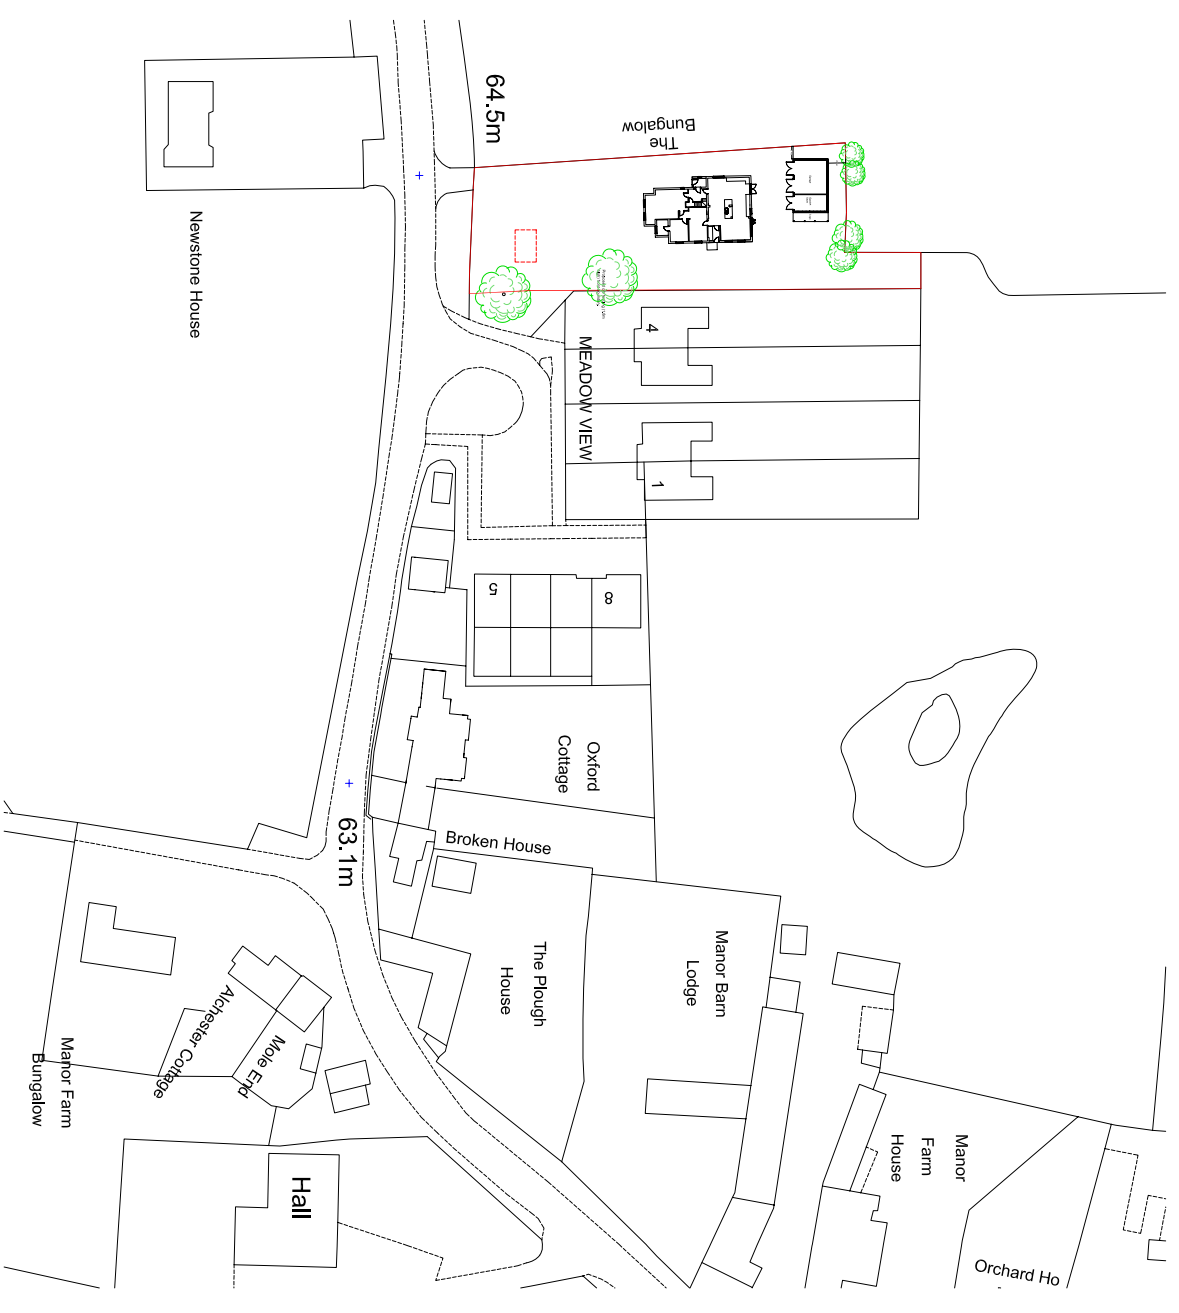 64.5m
The
Bungalow
Newstone House
4
MEADOW VIEW
1
5
8
Oxford
Cottage
63.1m
Broken House
The Plough
House
Manor Barn
Lodge
Alchester Cottage
Mole End
Manor Farm
Bungalow
Manor
Farm
House
Hall
Orchard Ho